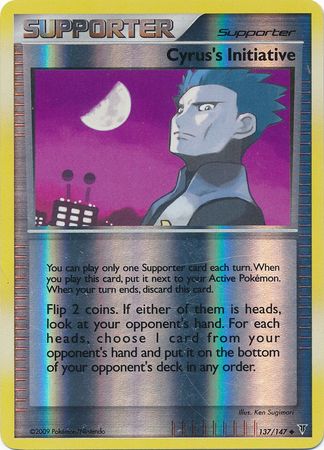 SUPPORTER
Supporter
Cyrus's Initiative
You can play only one Supporter card each turn. When
you play this card, put it next to your Active Pokémon.
When your turn ends, discard this card.
Flip 2 coins. If either of them is heads,
look at your opponent's hand. For each
heads, choose 1 card from your
opponent's hand and put it on the bottom
of your opponent's deck in any order.
Illus. Ken Sugimori
©2009 Pokémon/Nintendo
137/147